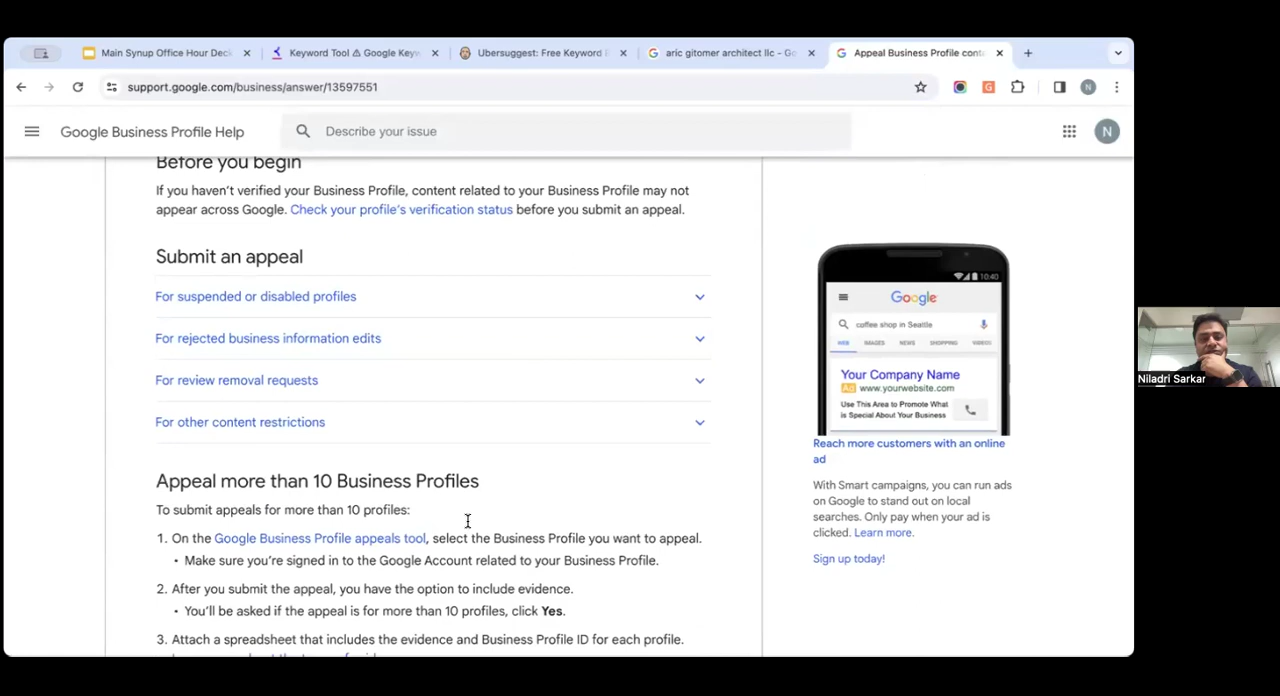 Main Synup Office Hour Deck
Keyword Tool ⚠ Google Keyw
Ubersuggest: Free Keyword
aric gitomer architect llc - Go
Appeal Business Profile cont
support.google.com/business/answer/13597551
N
Google Business Profile Help
Describe your issue
N
Before you begin
If you haven't verified your Business Profile, content related to your Business Profile may not
appear across Google. Check your profile's verification status before you submit an appeal.
Submit an appeal
For suspended or disabled profiles
For rejected business information edits
For review removal requests
For other content restrictions
Appeal more than 10 Business Profiles
To submit appeals for more than 10 profiles:
1. On the Google Business Profile appeals tool, select the Business Profile you want to appeal.
• Make sure you're signed in to the Google Account related to your Business Profile.
2. After you submit the appeal, you have the option to include evidence.
• You'll be asked if the appeal is for more than 10 profiles, click Yes.
3. Attach a spreadsheet that includes the evidence and Business Profile ID for each profile.
10:40
Google
coffee shop in Seattle
WEB IMAGES NEWS SHOPPING VIDEOS
Your Company Name
Ad www.yourwebsite.com
Use This Area to Promote What
is Special About Your Business
Reach more customers with an online
ad
With Smart campaigns, you can run ads
on Google to stand out on local
searches. Only pay when your ad is
clicked. Learn more.
Sign up today!
Niladri Sarkar